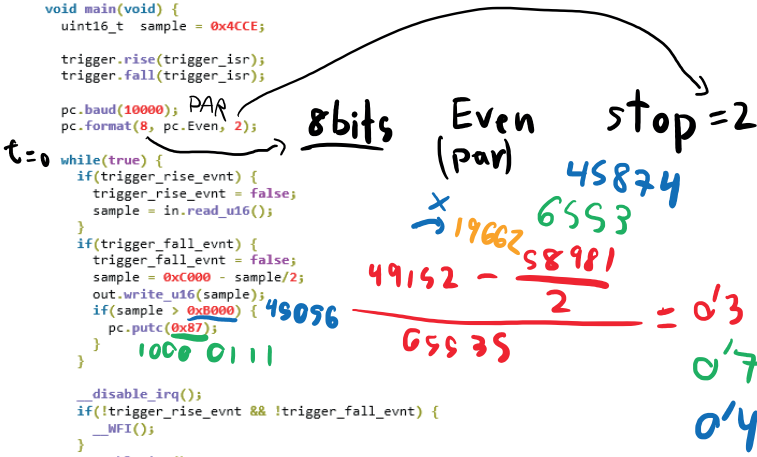 void main(void) {
uint16_t sample = 0x4CCE;
trigger.rise(trigger_isr);
trigger.fall(trigger_isr);
pc.baud(10000); PAR
pc.format(8, pc.Even, 2);
8bits Even stop = 2
(par)
t=0 while(true) {
if(trigger_rise_evnt) {
trigger_rise_evnt = false;
sample = in.read_u16();
}
if(trigger_fall_evnt) {
trigger_fall_evnt = false;
sample = 0xC000 - sample/2;
out.write_u16(sample);
if(sample > 0xB000) { 45056
pc.putc(0x87);
}
1000 0111
}
45874
6553
x
→ 19662
49152 - 58981
2
65535
= 0'3
0'7
0'4
__disable_irq();
if(!trigger_rise_evnt && !trigger_fall_evnt) {
__WFI();
}